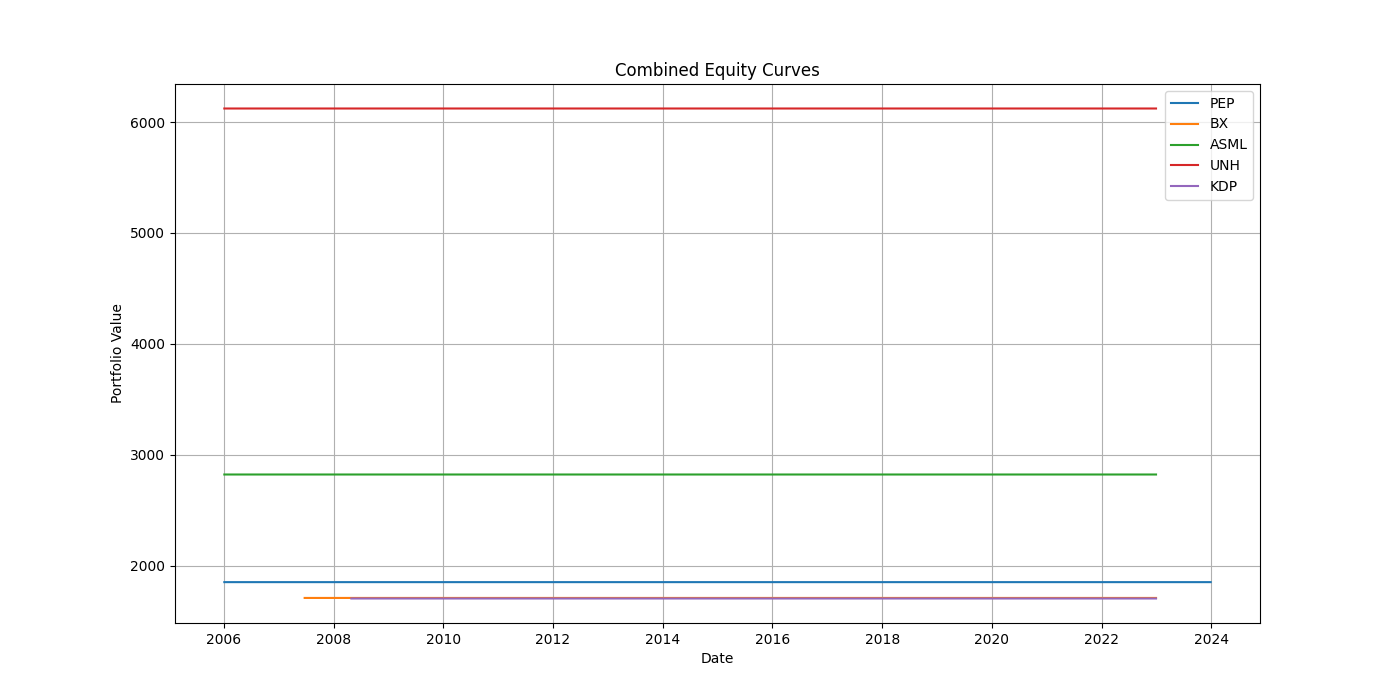 Combined Equity Curves
PEP
BX
ASML
UNH
KDP
6000
5000
4000
3000
2000
Portfolio Value
2006 2008 2010 2012 2014 2016 2018 2020 2022 2024
Date